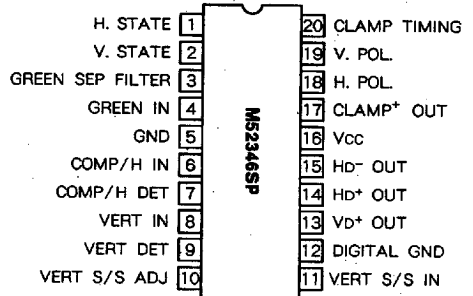 H. STATE 1
V. STATE 2
GREEN SEP FILTER 3
GREEN IN 4
GND 5
COMP/H IN 6
COMP/H DET 7
VERT IN 8
VERT DET 9
VERT S/S ADJ 10
M52346SP
20 CLAMP TIMING
19 V. POL.
18 H. POL.
17 CLAMP+ OUT
16 VCC
15 HD− OUT
14 HD+ OUT
13 VD+ OUT
12 DIGITAL GND
11 VERT S/S IN